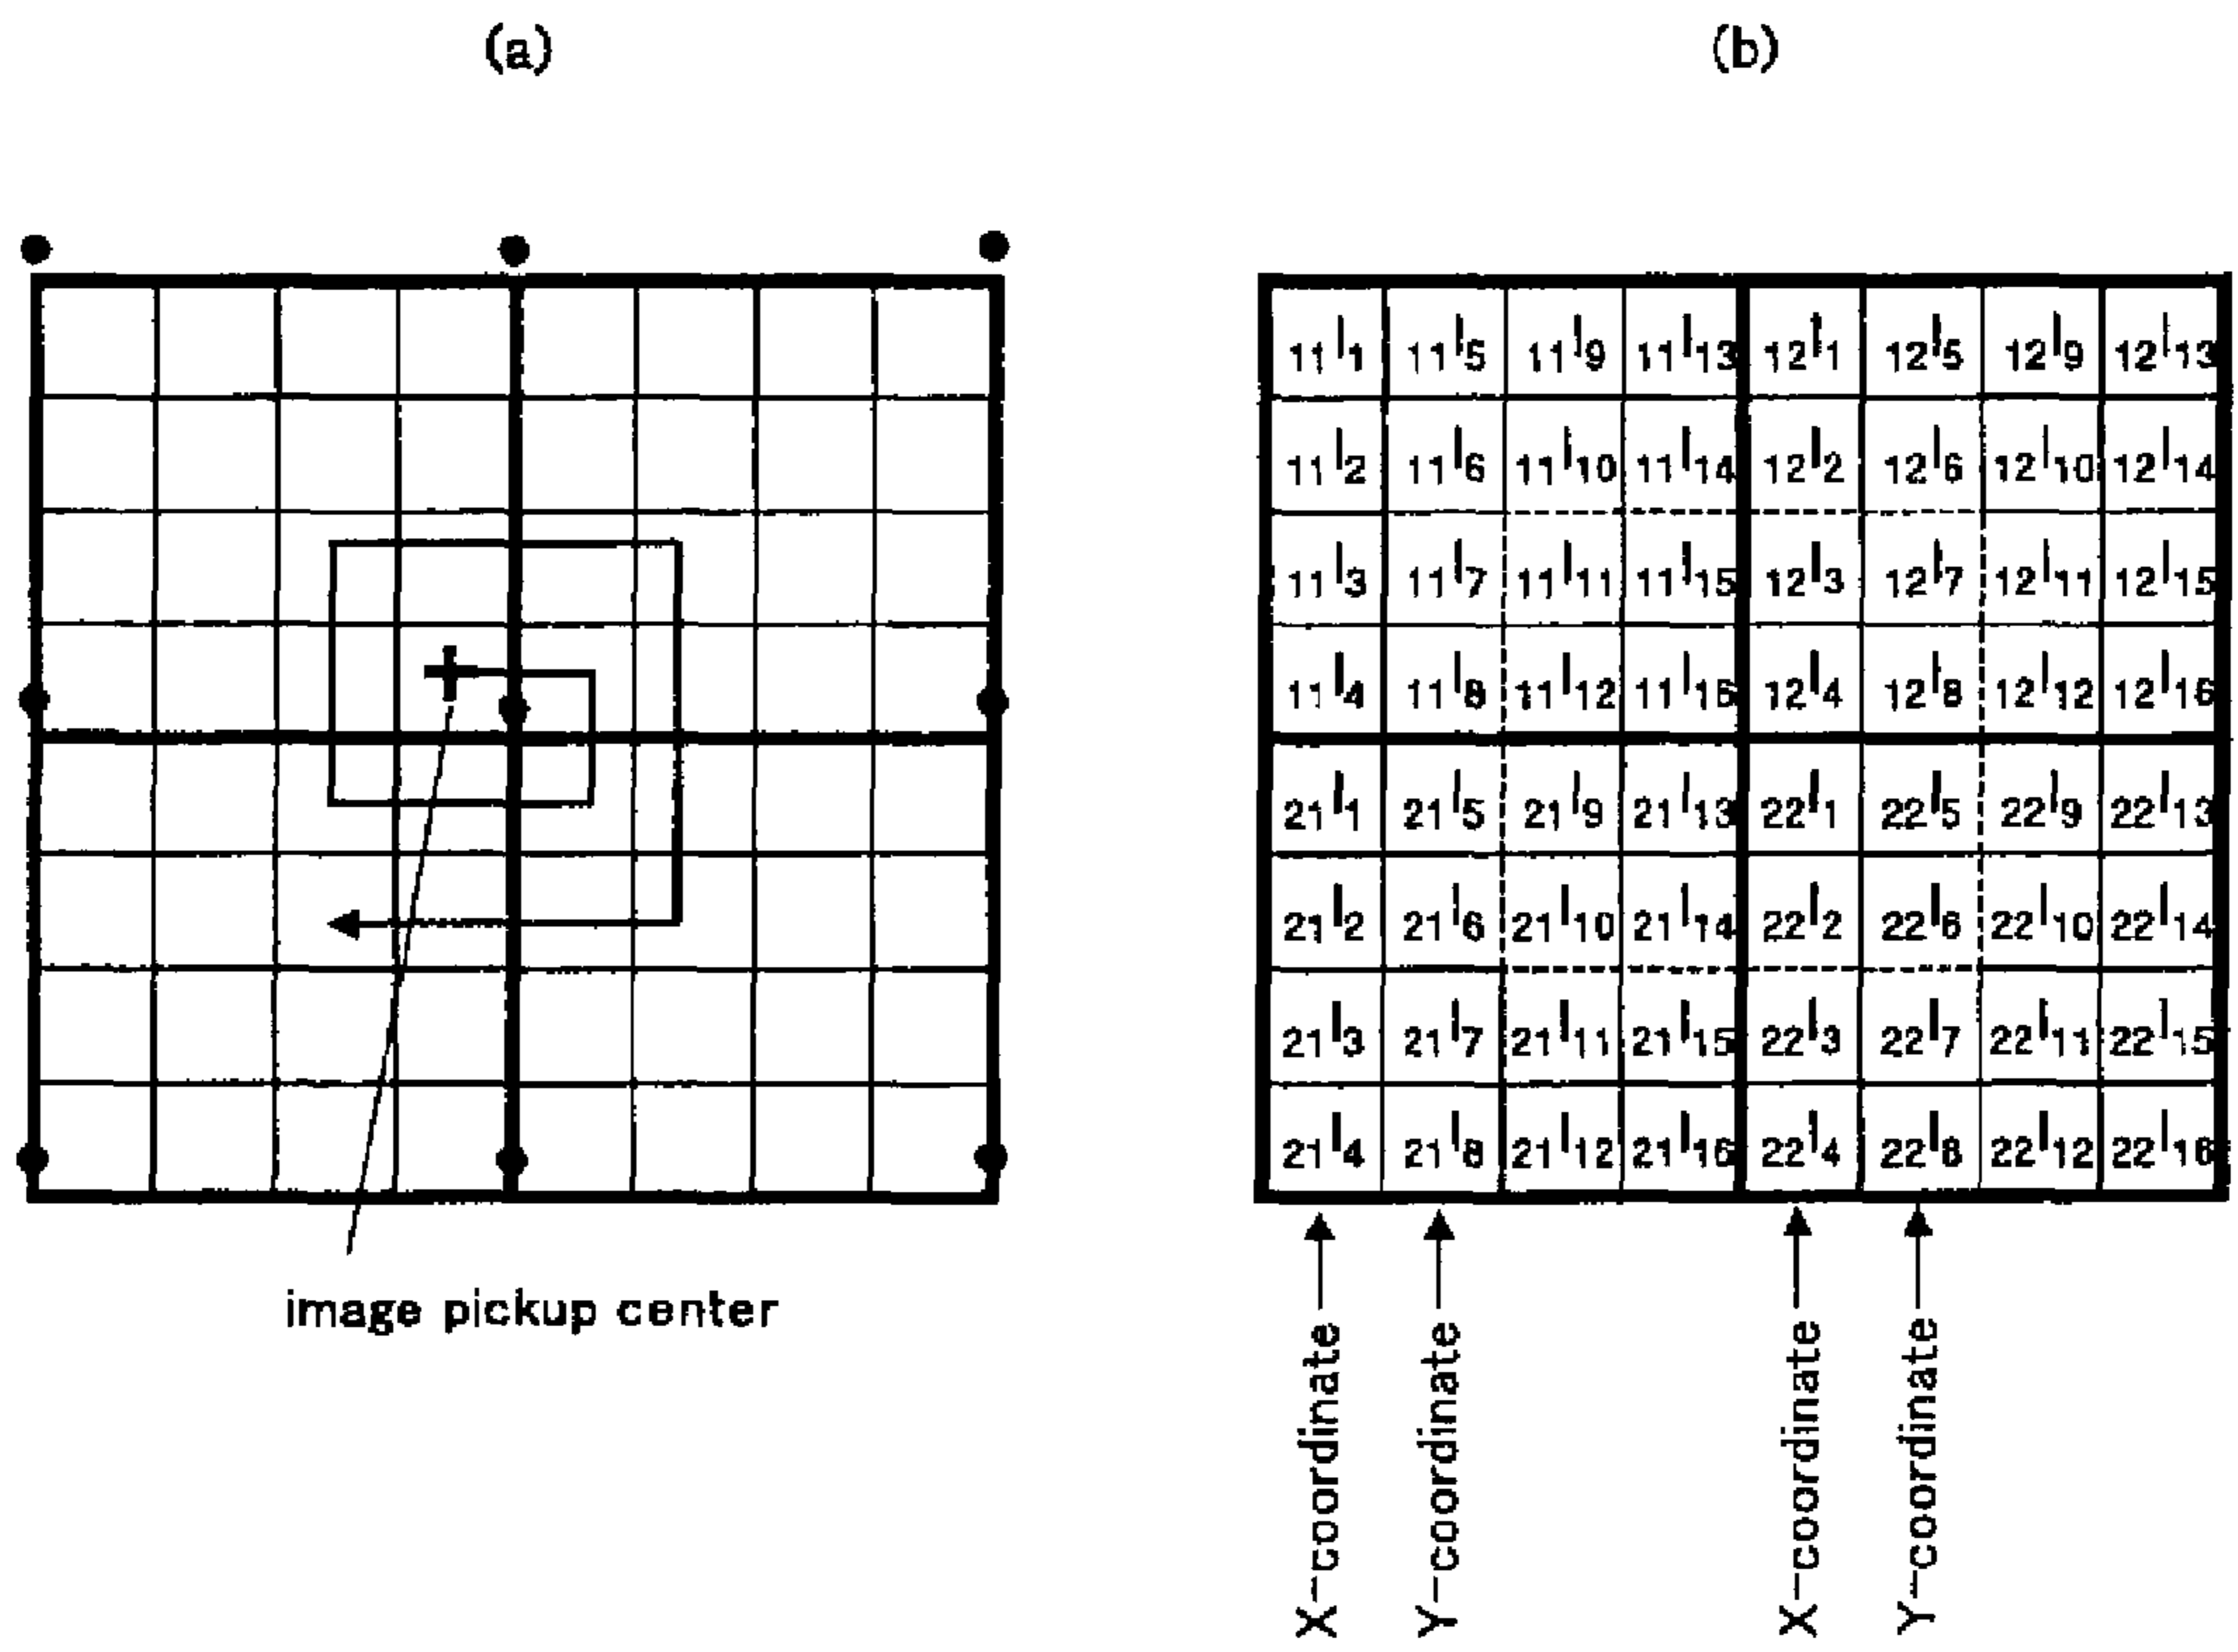 (a)
(b)
image pickup center
11I1 11I5 11I9 11I13 12I1 12I5 12I9 12I13
11I2 11I6 11I10 11I14 12I2 12I6 12I10 12I14
11I3 11I7 11I11 11I15 12I3 12I7 12I11 12I15
11I4 11I8 11I12 11I16 12I4 12I8 12I12 12I16
21I1 21I5 21I9 21I13 22I1 22I5 22I9 22I13
21I2 21I6 21I10 21I14 22I2 22I6 22I10 22I14
21I3 21I7 21I11 21I15 22I3 22I7 22I11 22I15
21I4 21I8 21I12 21I16 22I4 22I8 22I12 22I16
X-coordinate
Y-coordinate
X-coordinate
Y-coordinate